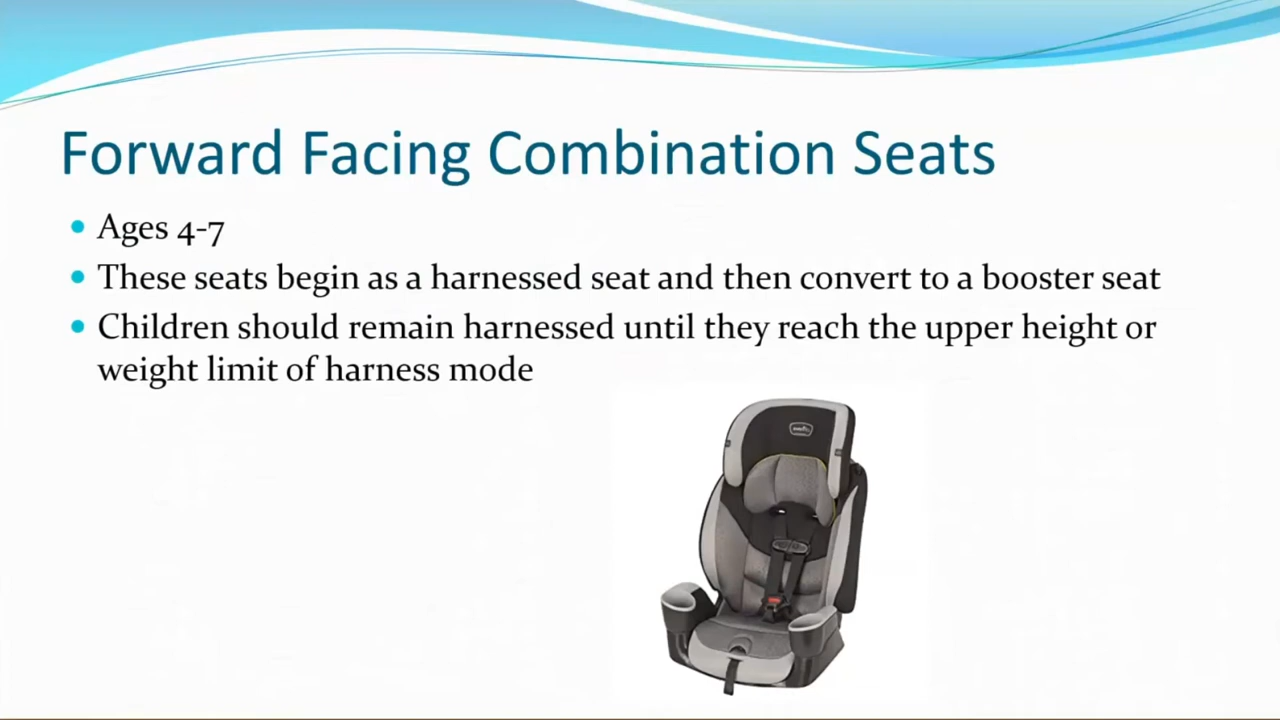 Forward Facing Combination Seats
Ages 4-7
These seats begin as a harnessed seat and then convert to a booster seat
Children should remain harnessed until they reach the upper height or
weight limit of harness mode